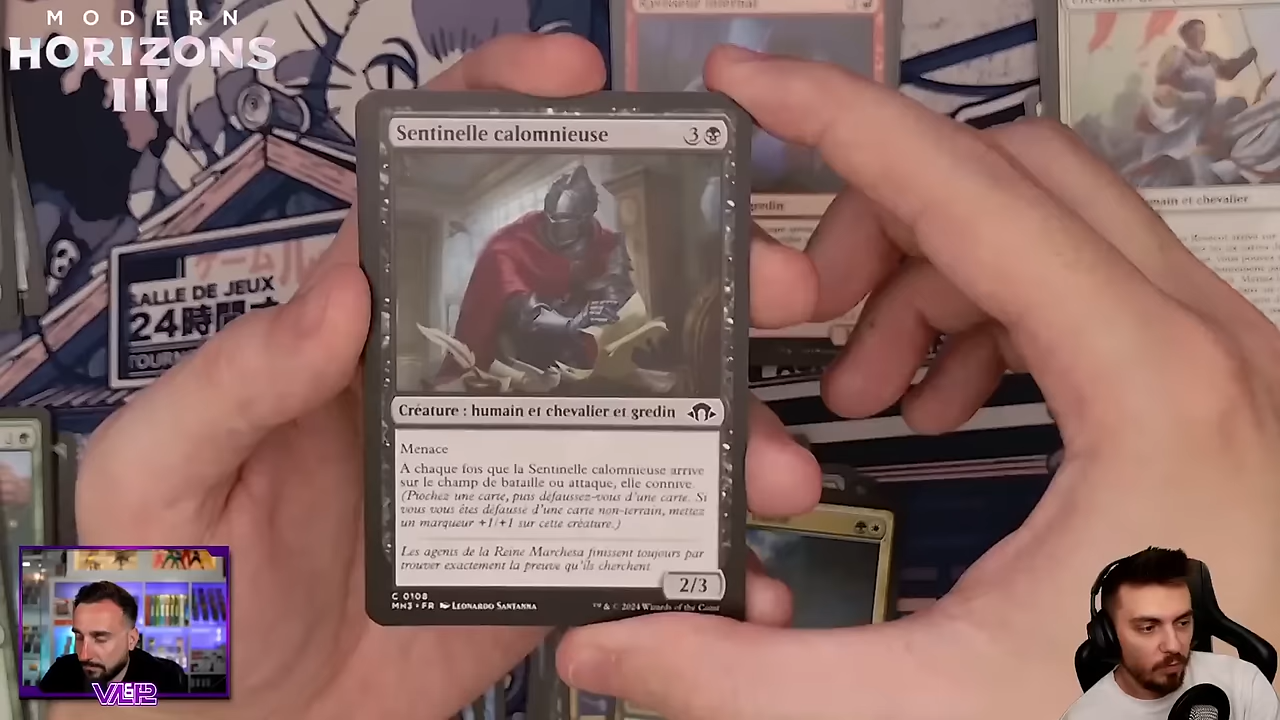 MODERN
HORIZONS
III
Sentinelle calomnieuse
3
Créature : humain et chevalier et gredin
Menace
A chaque fois que la Sentinelle calomnieuse arrive
sur le champ de bataille ou attaque, elle connive.
(Piochez une carte, puis défaussez-vous d'une carte. Si
vous vous êtes défaussé d'une carte non-terrain, mettez
un marqueur +1/+1 sur cette créature.)
Les agents de la Reine Marchesa finissent toujours par
trouver exactement la preuve qu'ils cherchent
2/3
C 0108
MH3 • FR Leonardo Santanna
™ & © 2024 Wizards of the Coast
SALLE DE JEUX
24時間
TOURN
gredin
humain et chevalier